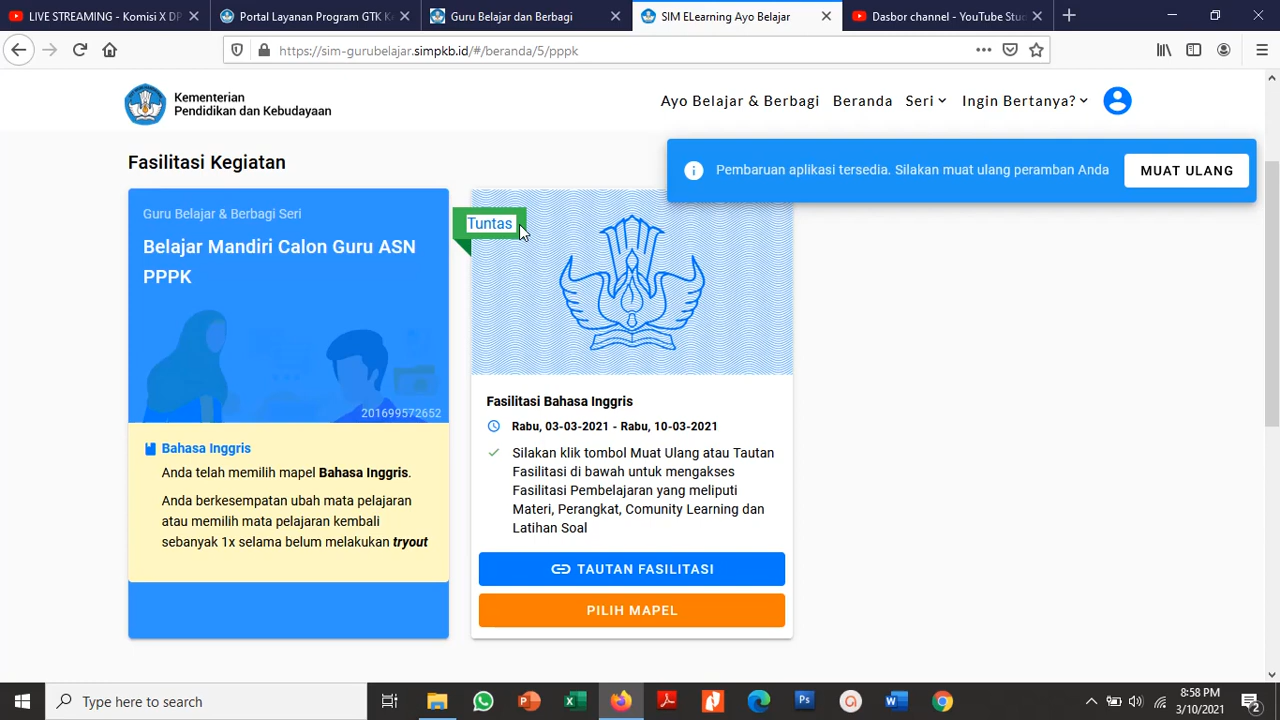 LIVE STREAMING - Komisi X DP
Portal Layanan Program GTK Ke
Guru Belajar dan Berbagi
SIM ELearning Ayo Belajar
Dasbor channel - YouTube Stu
https://sim-gurubelajar.simpkb.id/#/beranda/5/pppk
Kementerian
Pendidikan dan Kebudayaan
Ayo Belajar & Berbagi
Beranda
Seri
Ingin Bertanya?
Fasilitasi Kegiatan
Pembaruan aplikasi tersedia. Silakan muat ulang peramban Anda
MUAT ULANG
Guru Belajar & Berbagi Seri
Belajar Mandiri Calon Guru ASN
PPPK
201699572652
Bahasa Inggris
Anda telah memilih mapel Bahasa Inggris.
Anda berkesempatan ubah mata pelajaran
atau memilih mata pelajaran kembali
sebanyak 1x selama belum melakukan tryout
Tuntas
Fasilitasi Bahasa Inggris
Rabu, 03-03-2021 - Rabu, 10-03-2021
Silakan klik tombol Muat Ulang atau Tautan
Fasilitasi di bawah untuk mengakses
Fasilitasi Pembelajaran yang meliputi
Materi, Perangkat, Comunity Learning dan
Latihan Soal
TAUTAN FASILITASI
PILIH MAPEL
Type here to search
8:58 PM
3/10/2021
2